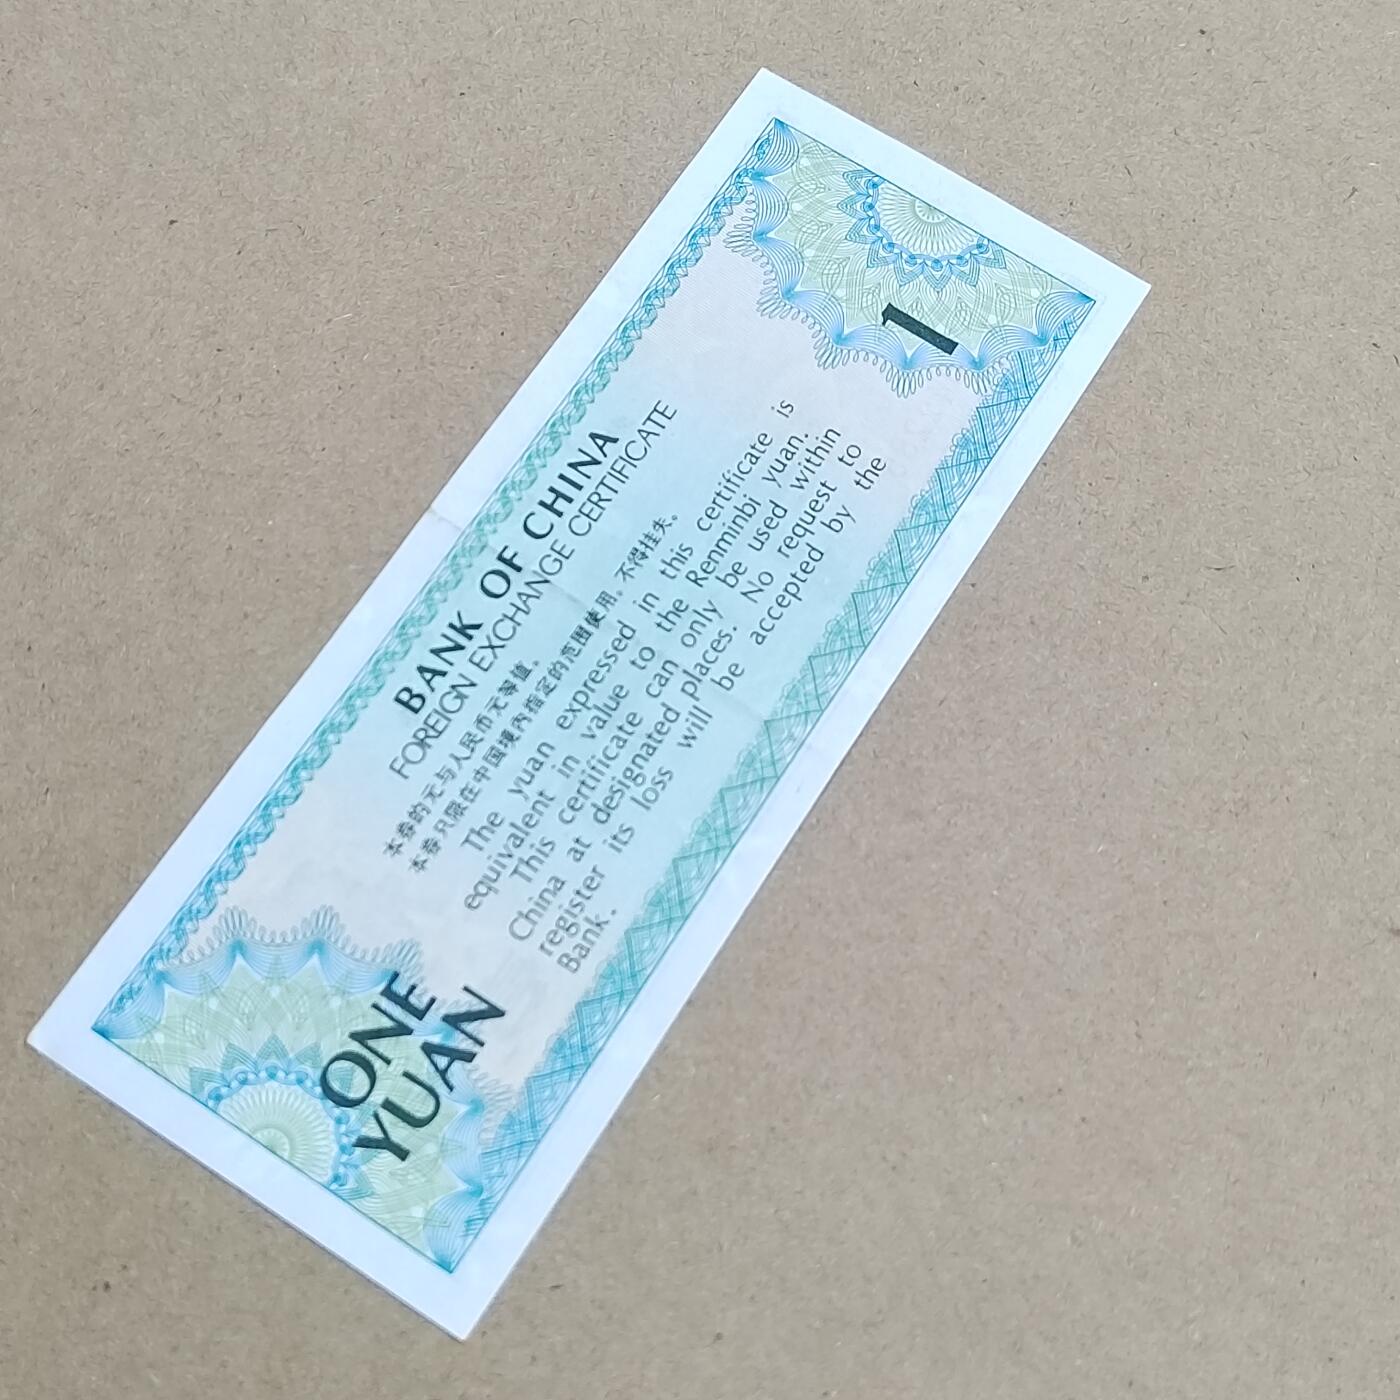 BANK OF CHINA
FOREIGN EXCHANGE CERTIFICATE
本券的元与人民币元等值。
本券只限在中国境内指定的范围使用。不得挂失。
The yuan expressed in this certificate is
equivalent in value to the Renminbi yuan.
This certificate can only be used within
China at designated places. No request to
register its loss will be accepted by the
Bank.
ONE
YUAN
1